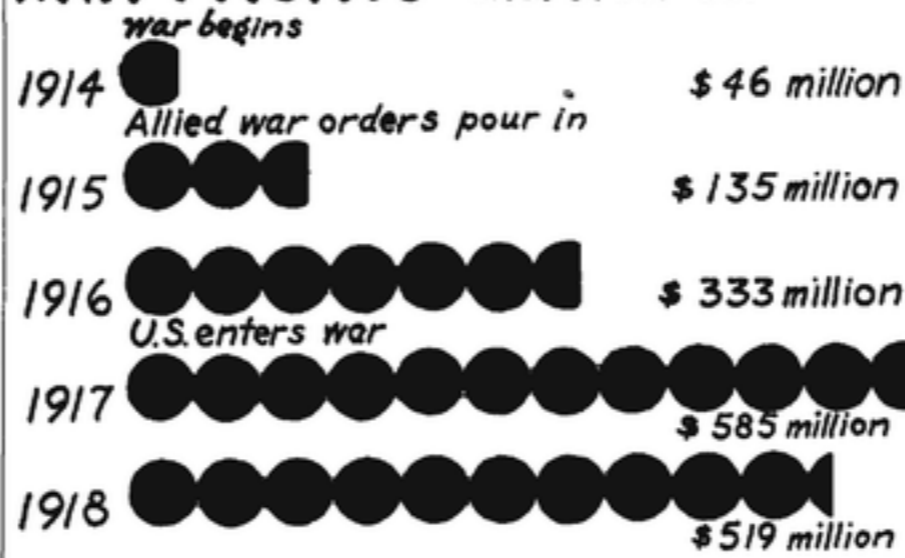 war begins
1914 $46 million
Allied war orders pour in
1915 $135 million
1916 $333 million
U.S. enters war
1917
$585 million
1918
$519 million